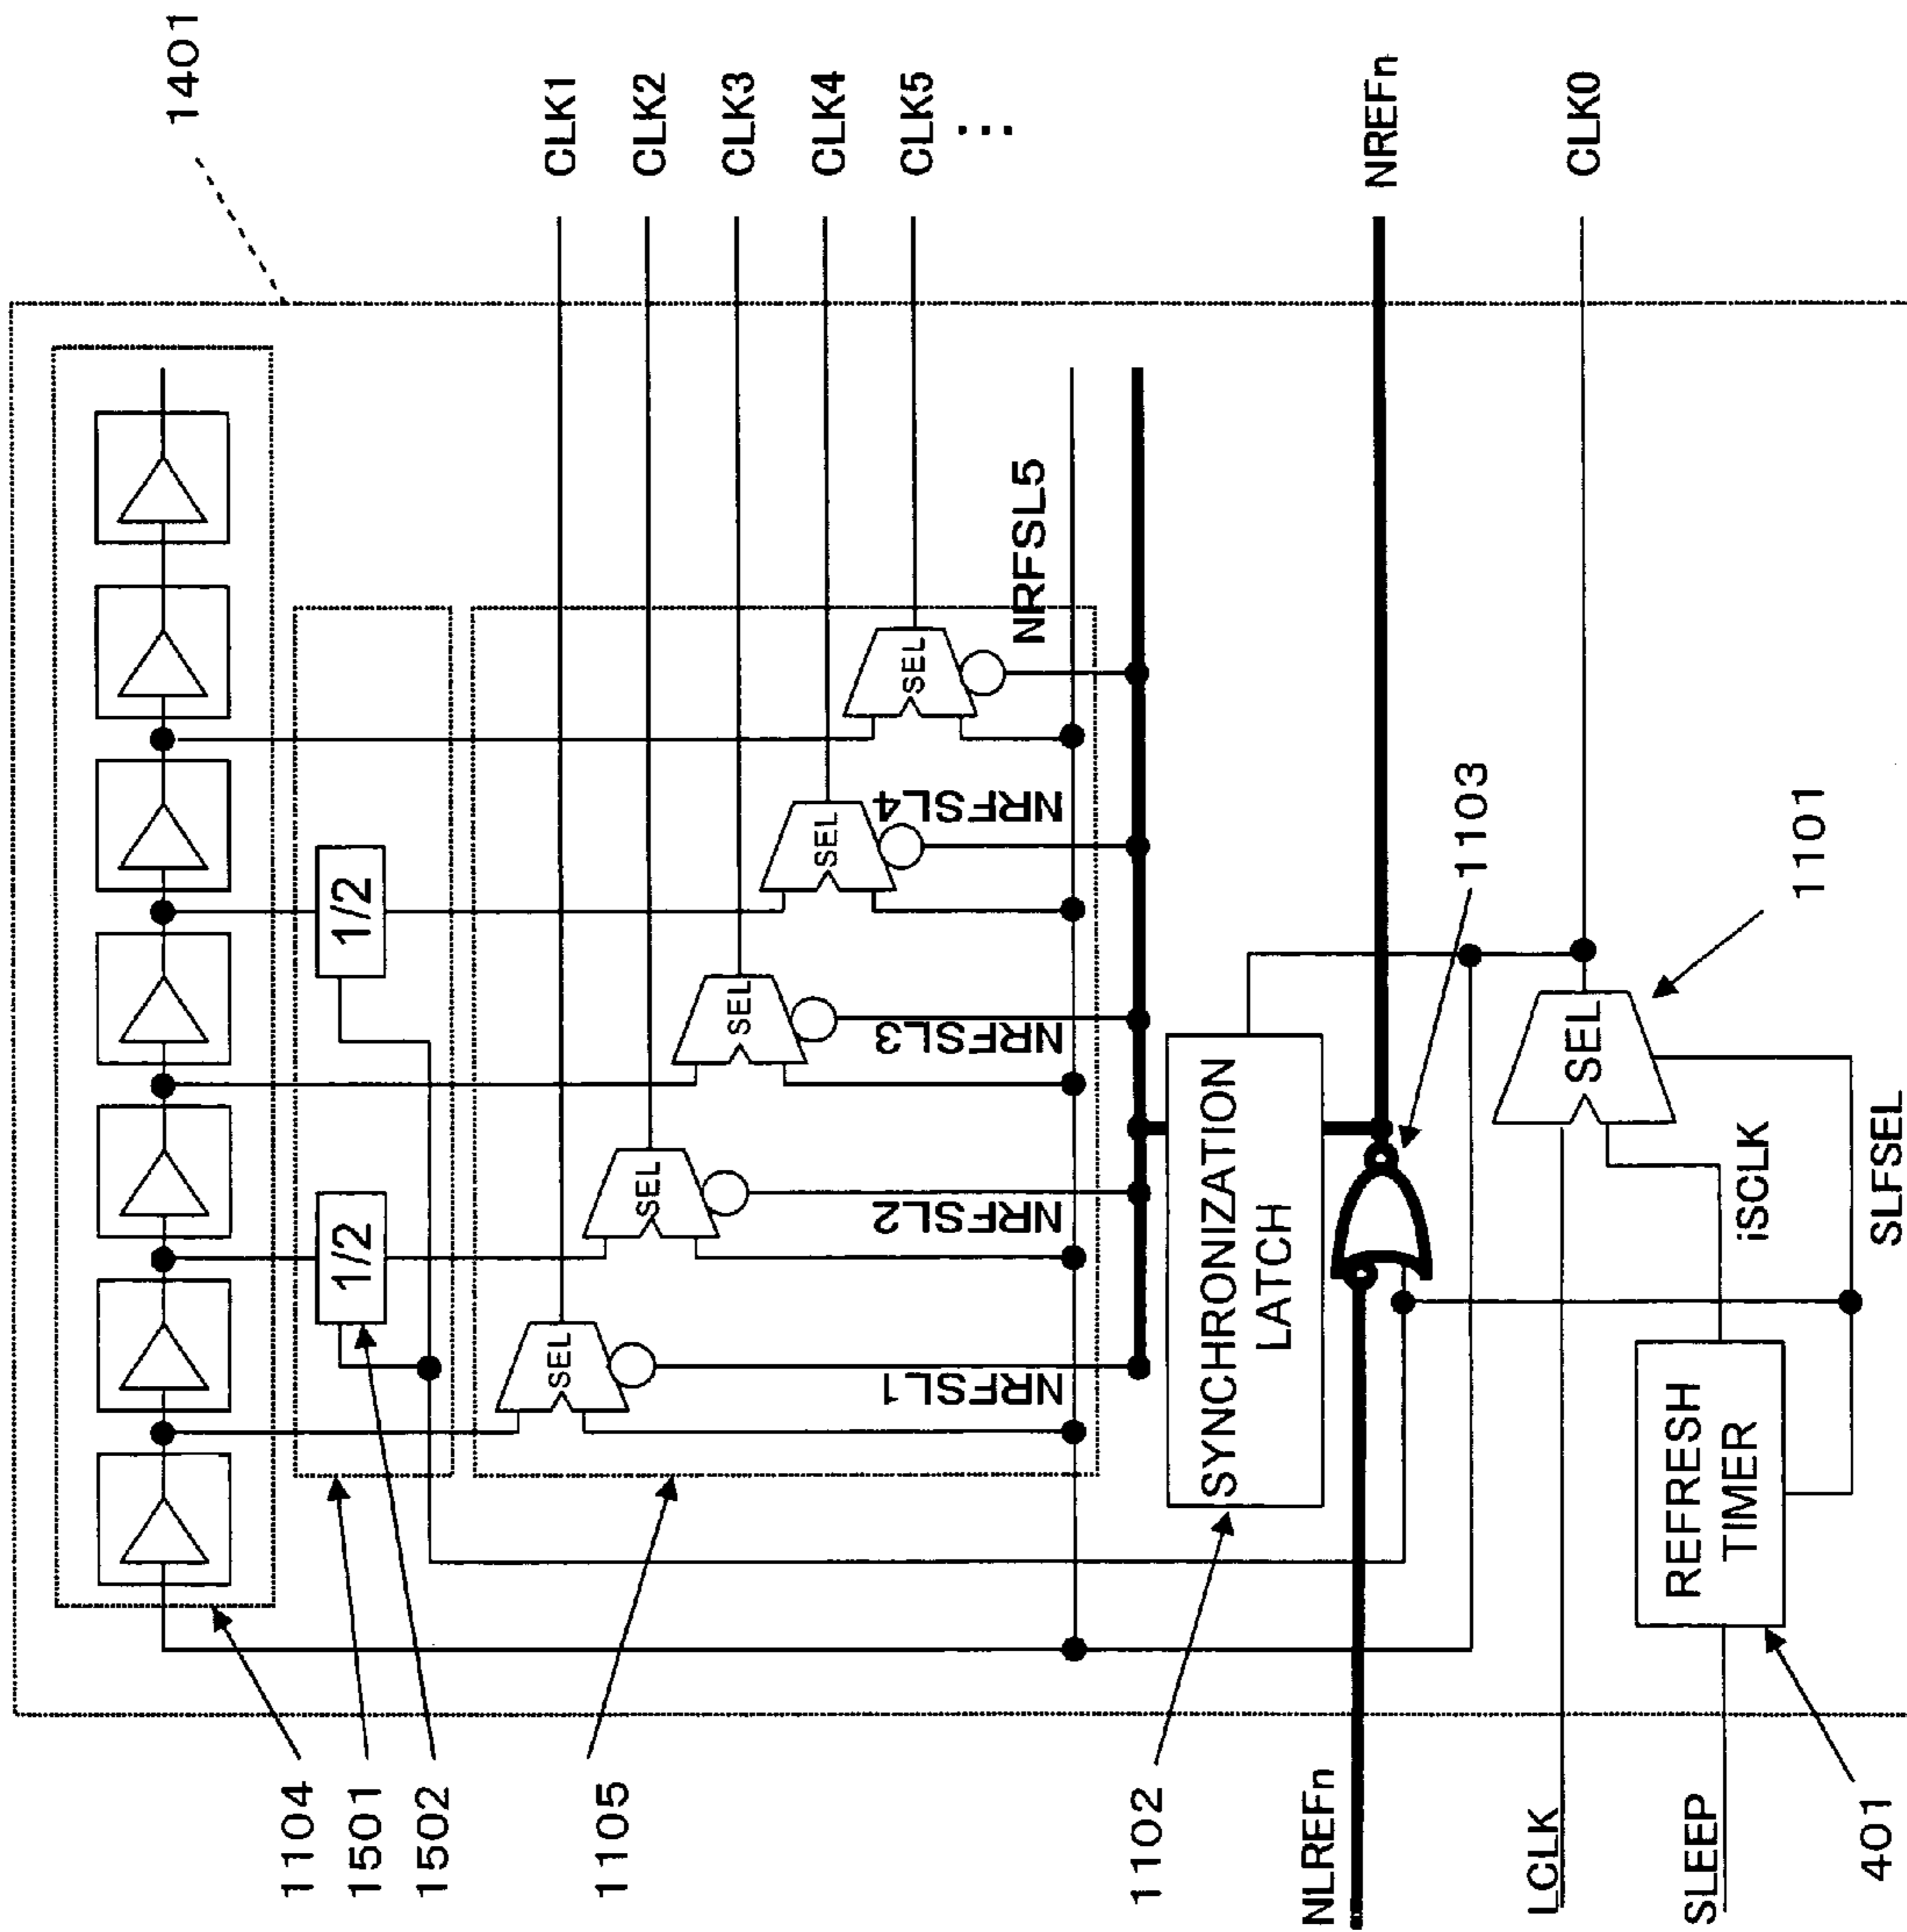 1401
CLK1
CLK2
CLK3
CLK4
CLK5
NREFn
CLK0
1/2
1/2
SEL
SEL
SEL
SEL
SEL
NRFSL1
NRFSL2
NRFSL3
NRFSL4
NRFSL5
SYNCHRONIZATION
LATCH
1103
SEL
1101
iSCLK
SLFSEL
REFRESH
TIMER
1104
1501
1502
1105
1102
NLREFn
LCLK
SLEEP
401